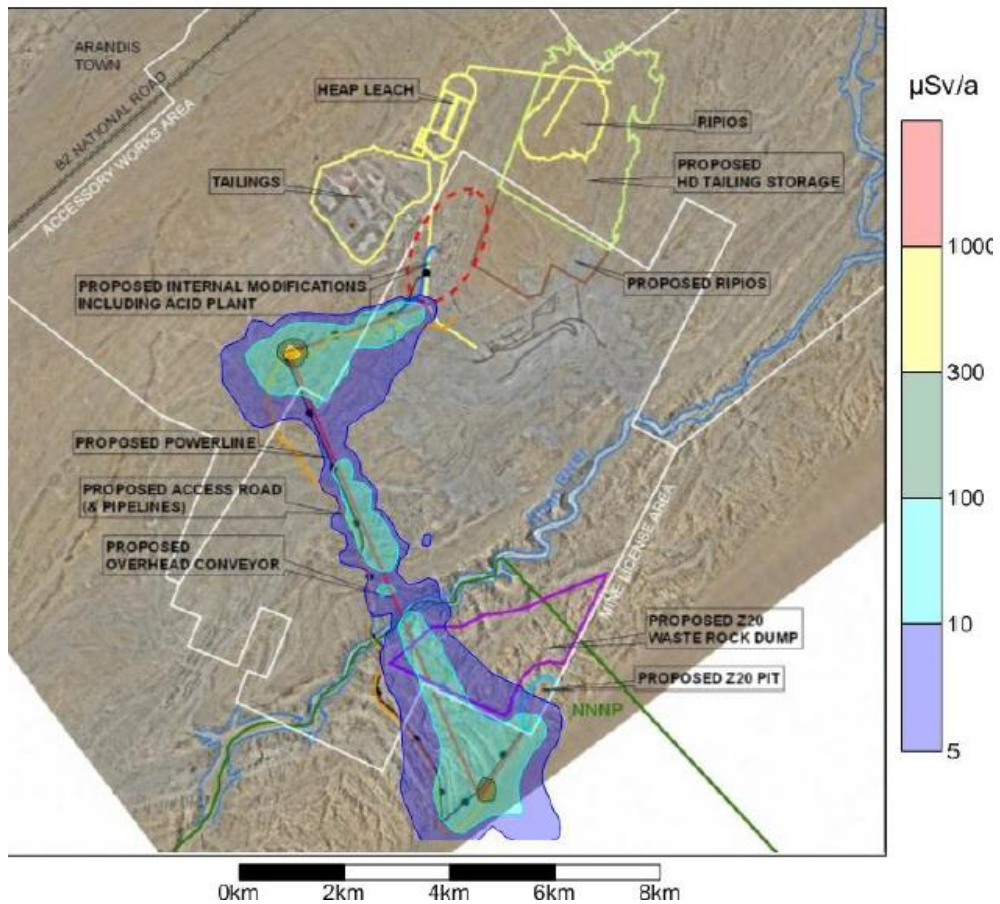 ARANDIS
TOWN
B2 NATIONAL ROAD
ACCESSORY WORKS AREA
HEAP LEACH
RIPIOS
TAILINGS
PROPOSED
HD TAILING STORAGE
PROPOSED INTERNAL MODIFICATIONS
INCLUDING ACID PLANT
PROPOSED RIPIOS
PROPOSED POWERLINE
PROPOSED ACCESS ROAD
(& PIPELINES)
PROPOSED
OVERHEAD CONVEYOR
MINE LICENSE AREA
PROPOSED Z20
WASTE ROCK DUMP
PROPOSED Z20 PIT
NNNP
µSv/a
1000
300
100
10
5
0km
2km
4km
6km
8km